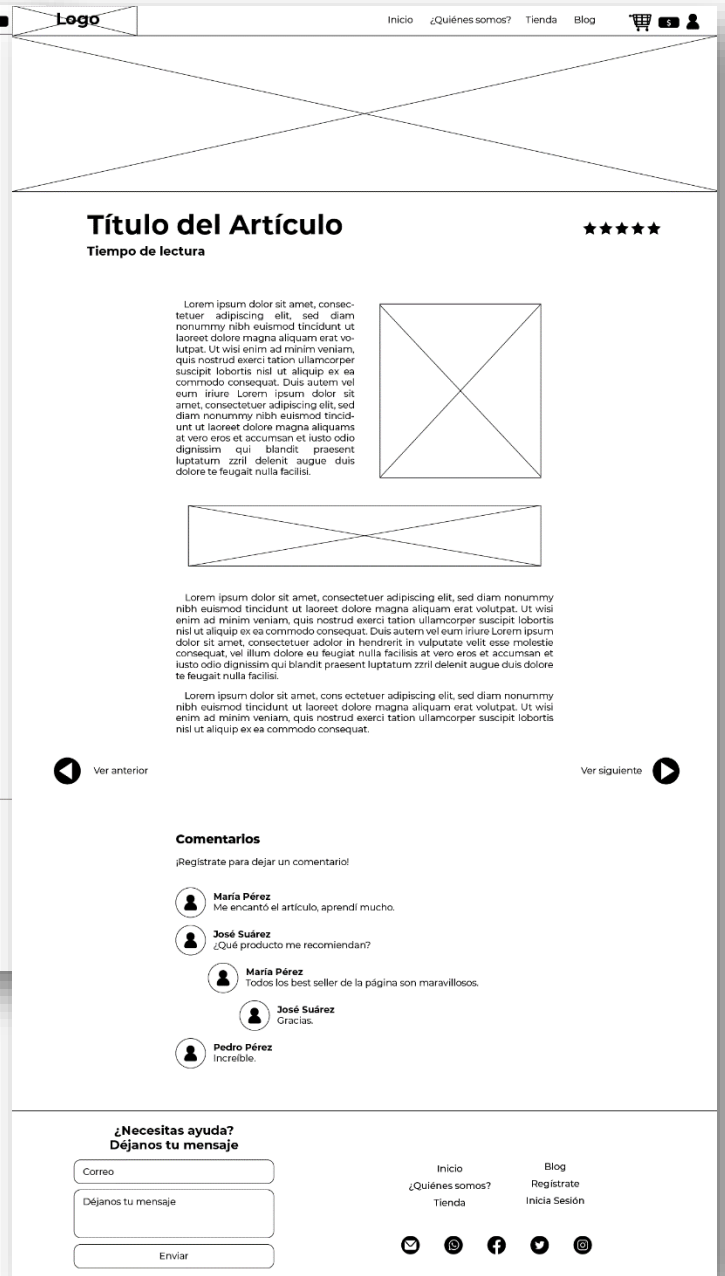 Logo
Inicio ¿Quiénes somos? Tienda Blog
$
Título del Artículo
Tiempo de lectura
Lorem ipsum dolor sit amet, consec-
tetuer adipiscing elit, sed diam
nonummy nibh euismod tincidunt ut
laoreet dolore magna aliquam erat vo-
lutpat. Ut wisi enim ad minim veniam,
quis nostrud exerci tation ullamcorper
suscipit lobortis nisl ut aliquip ex ea
commodo consequat. Duis autem vel
eum iriure Lorem ipsum dolor sit
amet, consectetuer adipiscing elit, sed
diam nonummy nibh euismod tincid-
unt ut laoreet dolore magna aliquams
at vero eros et accumsan et iusto odio
dignissim qui blandit praesent
luptatum zzril delenit augue duis
dolore te feugait nulla facilisi.
Lorem ipsum dolor sit amet, consectetuer adipiscing elit, sed diam nonummy
nibh euismod tincidunt ut laoreet dolore magna aliquam erat volutpat. Ut wisi
enim ad minim veniam, quis nostrud exerci tation ullamcorper suscipit lobortis
nisl ut aliquip ex ea commodo consequat. Duis autem vel eum iriure Lorem ipsum
dolor sit amet, consectetuer adolor in hendrerit in vulputate velit esse molestie
consequat, vel illum dolore eu feugiat nulla facilisis at vero eros et accumsan et
iusto odio dignissim qui blandit praesent luptatum zzril delenit augue duis dolore
te feugait nulla facilisi.
Lorem ipsum dolor sit amet, cons ectetuer adipiscing elit, sed diam nonummy
nibh euismod tincidunt ut laoreet dolore magna aliquam erat volutpat. Ut wisi
enim ad minim veniam, quis nostrud exerci tation ullamcorper suscipit lobortis
nisl ut aliquip ex ea commodo consequat.
Ver anterior
Ver siguiente
Comentarios
¡Regístrate para dejar un comentario!
María Pérez
Me encantó el artículo, aprendí mucho.
José Suárez
¿Qué producto me recomiendan?
María Pérez
Todos los best seller de la página son maravillosos.
José Suárez
Gracias.
Pedro Pérez
Increíble.
¿Necesitas ayuda?
Déjanos tu mensaje
Correo
Déjanos tu mensaje
Enviar
Inicio
¿Quiénes somos?
Tienda
Blog
Regístrate
Inicia Sesión